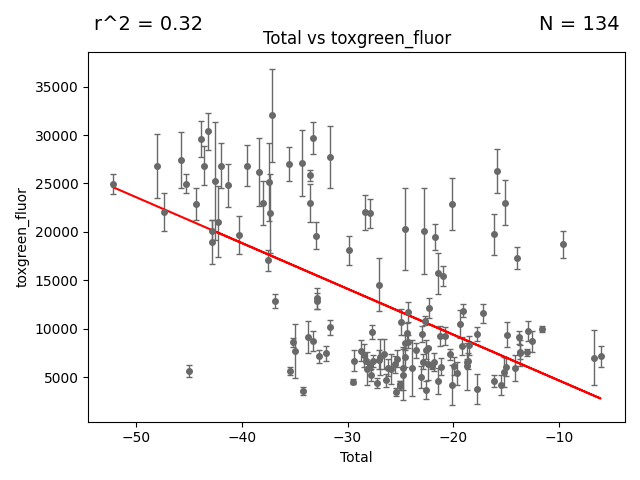 r^2 = 0.32
N = 134
Total vs toxgreen_fluor
35000
30000
25000
20000
15000
10000
5000
toxgreen_fluor
−50
−40
−30
−20
−10
Total